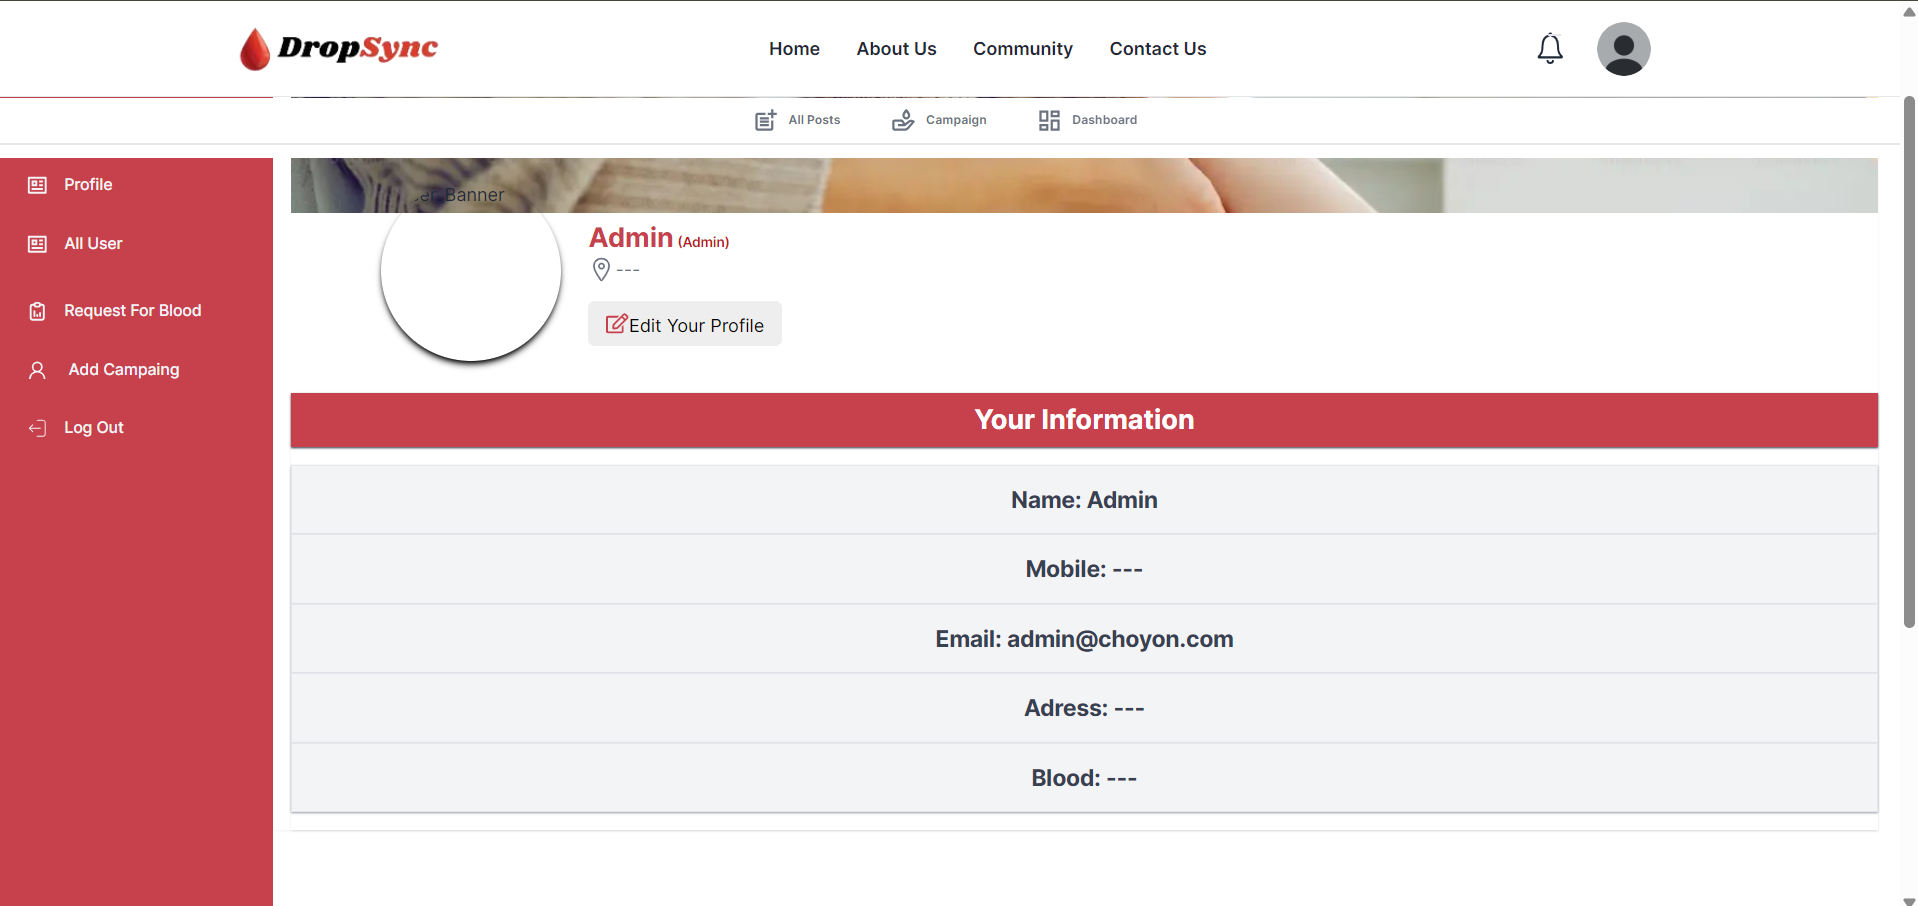 DropSync
Home About Us Community Contact Us
All Posts Campaign Dashboard
Profile
All User
Request For Blood
Add Campaing
Log Out
Banner
Admin (Admin)
---
Edit Your Profile
Your Information
Name: Admin
Mobile: ---
Email: admin@choyon.com
Adress: ---
Blood: ---